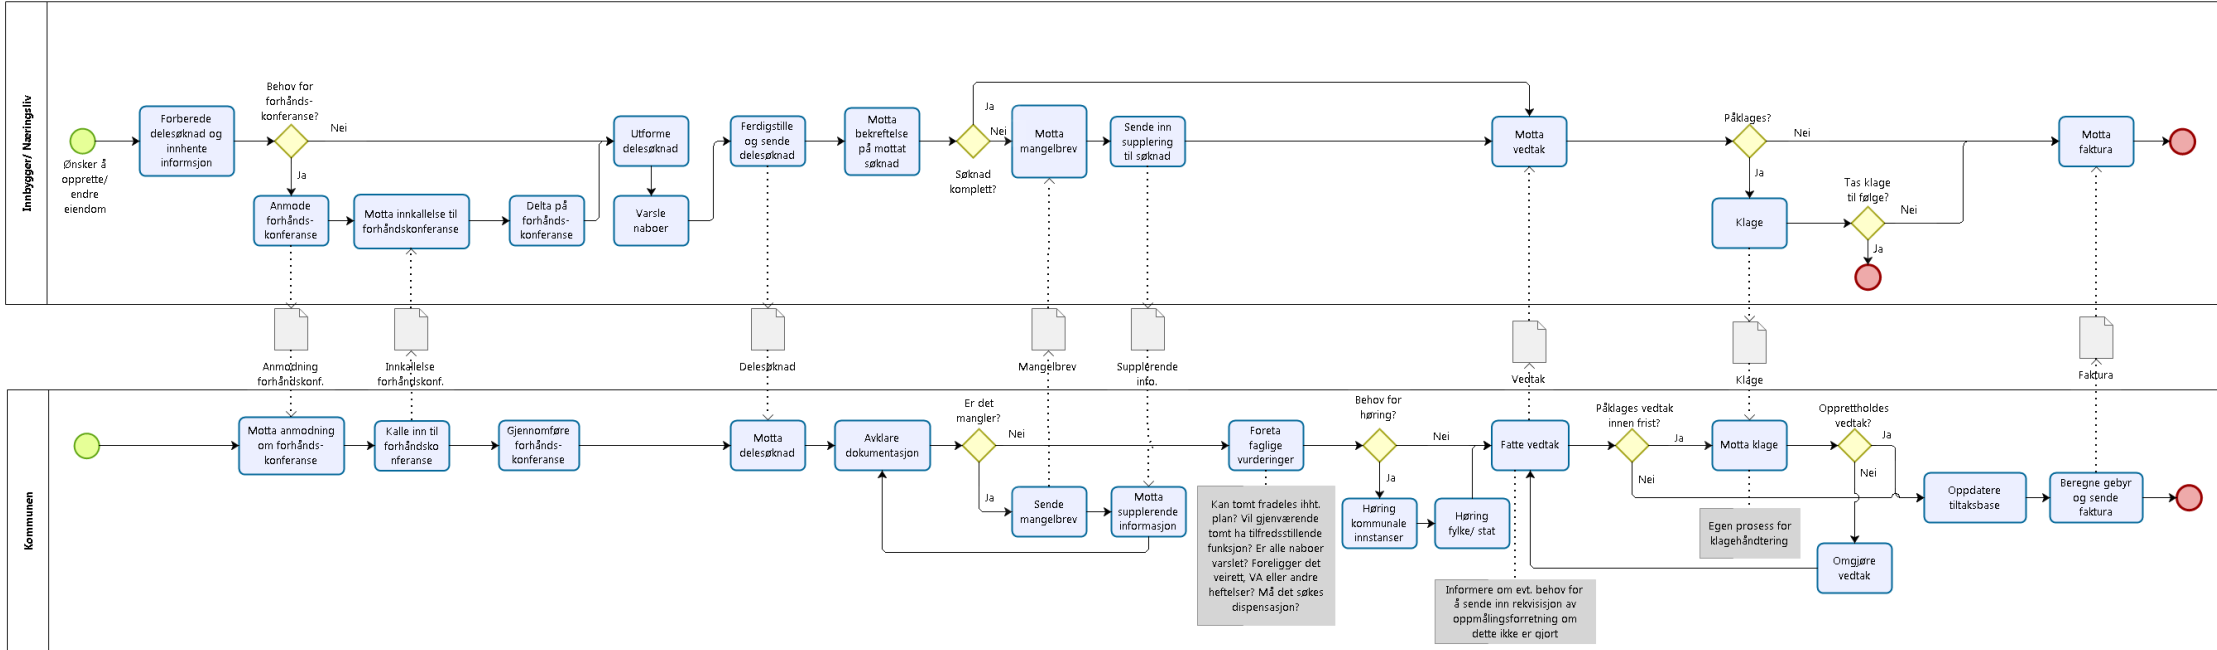 Innbygger/ Næringsliv
Ønsker å
opprette/
endre
eiendom
Forberede
delesøknad og
innhente
informsjon
Behov for
forhånds-
konferanse?
Nei
Ja
Anmode
forhånds-
konferanse
Motta innkallelse til
forhåndskonferanse
Delta på
forhånds-
konferanse
Utforme
delesøknad
Varsle
naboer
Ferdigstille
og sende
delesøknad
Motta
bekreftelse
på mottat
søknad
Søknad
komplett?
Ja
Nei
Motta
mangelbrev
Sende inn
supplering
til søknad
Motta
vedtak
Påklages?
Nei
Ja
Klage
Tas klage
til følge?
Nei
Ja
Motta
faktura
Anmodning
forhåndskonf.
Innkallelse
forhåndskonf.
Delesøknad
Mangelbrev
Supplerende
info.
Vedtak
Klage
Faktura
Kommunen
Motta anmodning
om forhånds-
konferanse
Kalle inn til
forhåndsko
nferanse
Gjennomføre
forhånds-
konferanse
Motta
delesøknad
Avklare
dokumentasjon
Er det
mangler?
Nei
Ja
Sende
mangelbrev
Motta
supplerende
informasjon
Foreta
faglige
vurderinger
Kan tomt fradeles ihht.
plan? Vil gjenværende
tomt ha tilfredsstillende
funksjon? Er alle naboer
varslet? Foreligger det
veirett, VA eller andre
heftelser? Må det søkes
dispensasjon?
Behov for
høring?
Nei
Ja
Høring
kommunale
innstanser
Høring
fylke/ stat
Fatte vedtak
Informere om evt. behov for
å sende inn rekvisisjon av
oppmålingsforretning om
dette ikke er gjort
Påklages vedtak
innen frist?
Ja
Nei
Motta klage
Egen prosess for
klagehåndtering
Opprettholdes
vedtak?
Ja
Nei
Omgjøre
vedtak
Oppdatere
tiltaksbase
Beregne gebyr
og sende
faktura